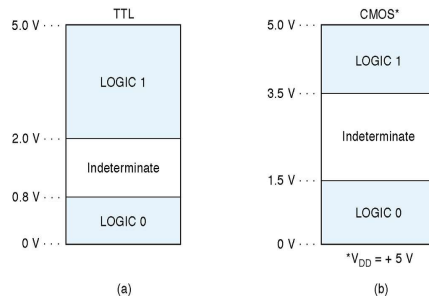 TTL
5.0 V · · ·
LOGIC 1
2.0 V · · ·
Indeterminate
0.8 V · · ·
LOGIC 0
0 V · · ·
(a)
CMOS*
5.0 V · · ·
LOGIC 1
3.5 V · · ·
Indeterminate
1.5 V · · ·
LOGIC 0
0 V · · ·
*VDD = + 5 V
(b)